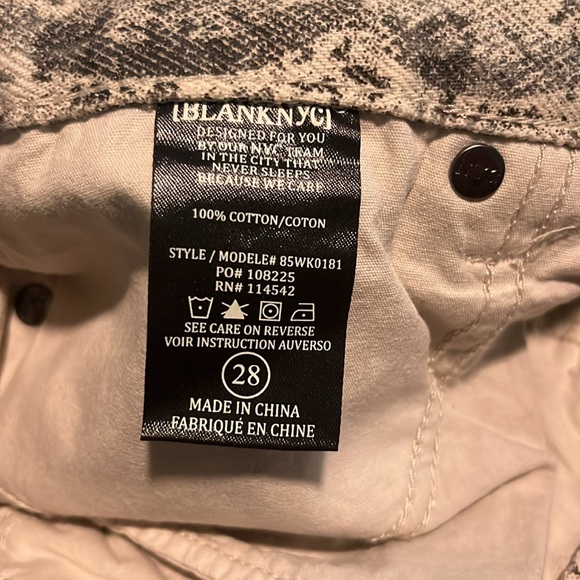 [BLANKNYC]
DESIGNED FOR YOU
BY OUR NYC TEAM
IN THE CITY THAT
NEVER SLEEPS
BECAUSE WE CARE
100% COTTON/COTON
STYLE / MODELE# 85WK0181
PO# 108225
RN# 114542
SEE CARE ON REVERSE
VOIR INSTRUCTION AUVERSO
28
MADE IN CHINA
FABRIQUÉ EN CHINE